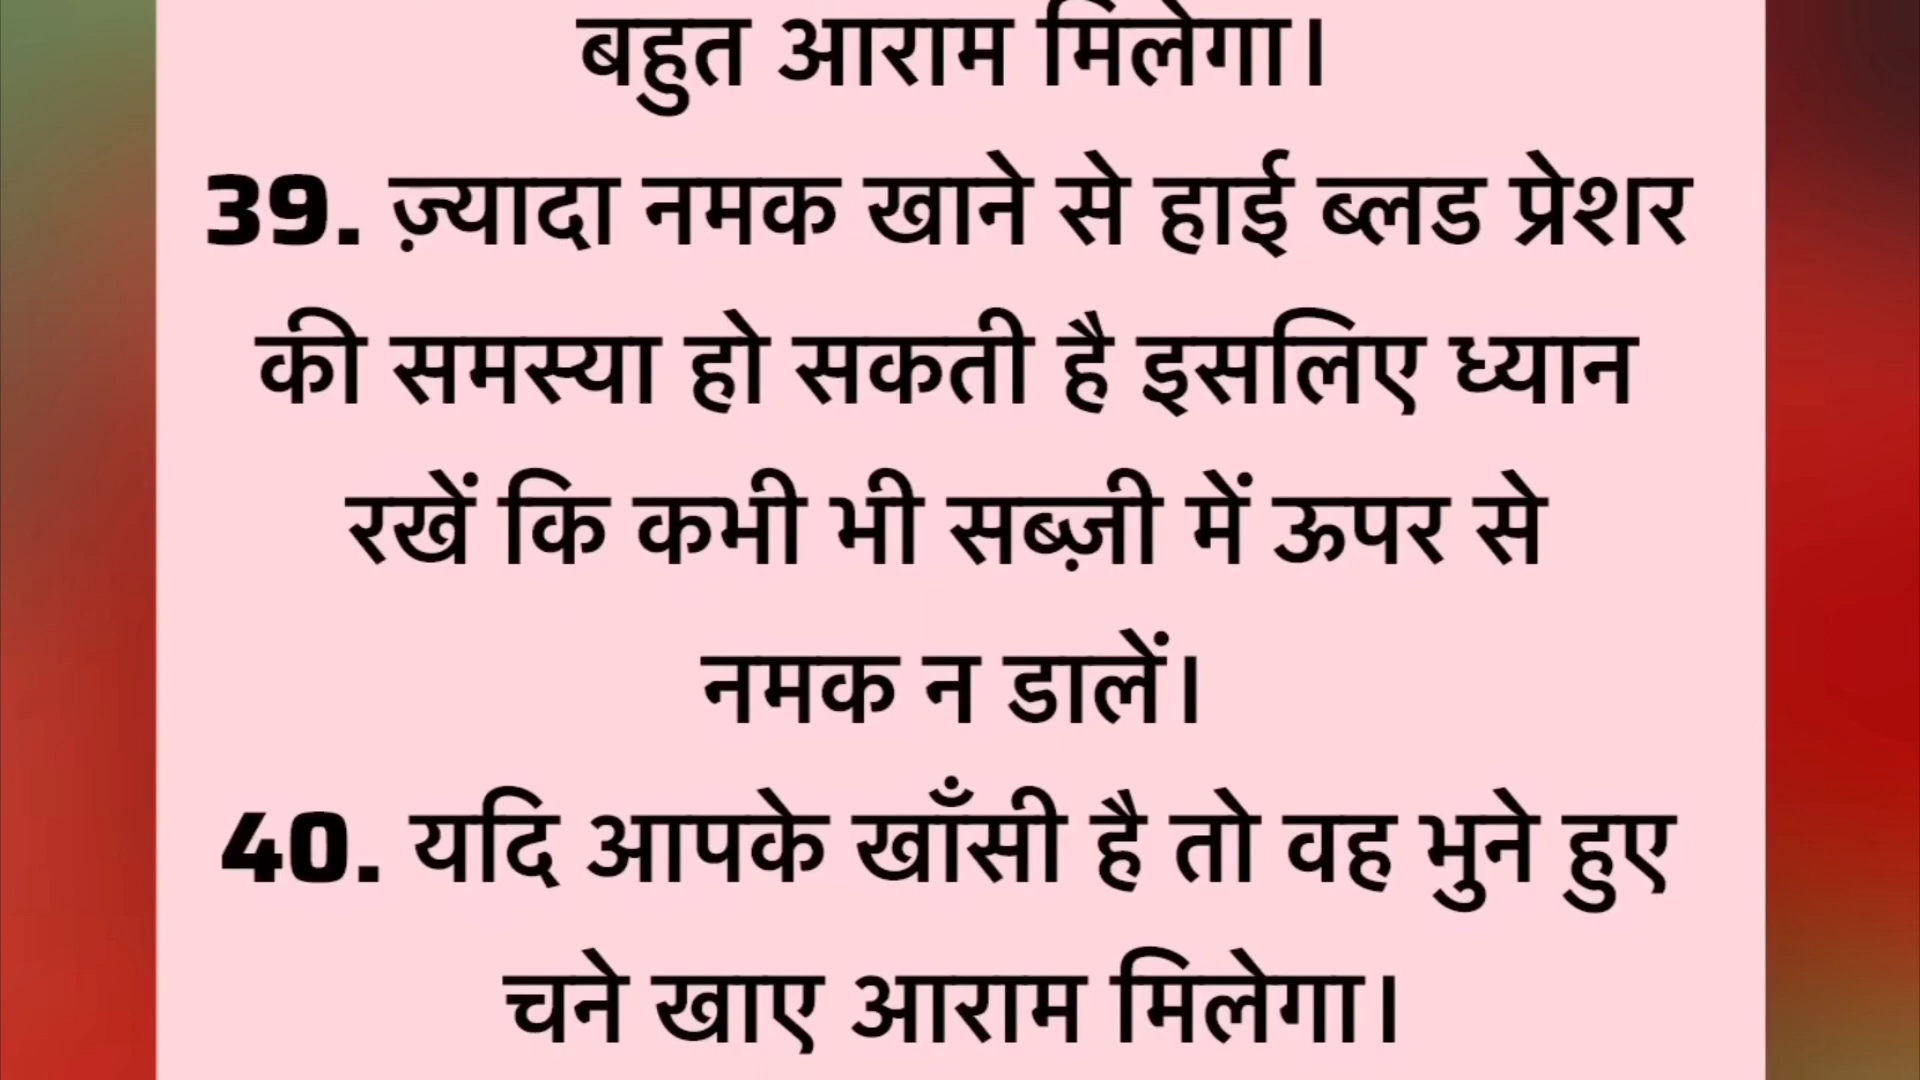 बहुत आराम मिलेगा।
39. ज़्यादा नमक खाने से हाई ब्लड प्रेशर
की समस्या हो सकती है इसलिए ध्यान
रखें कि कभी भी सब्ज़ी में ऊपर से
नमक न डालें।
40. यदि आपके खाँसी है तो वह भुने हुए
चने खाए आराम मिलेगा।